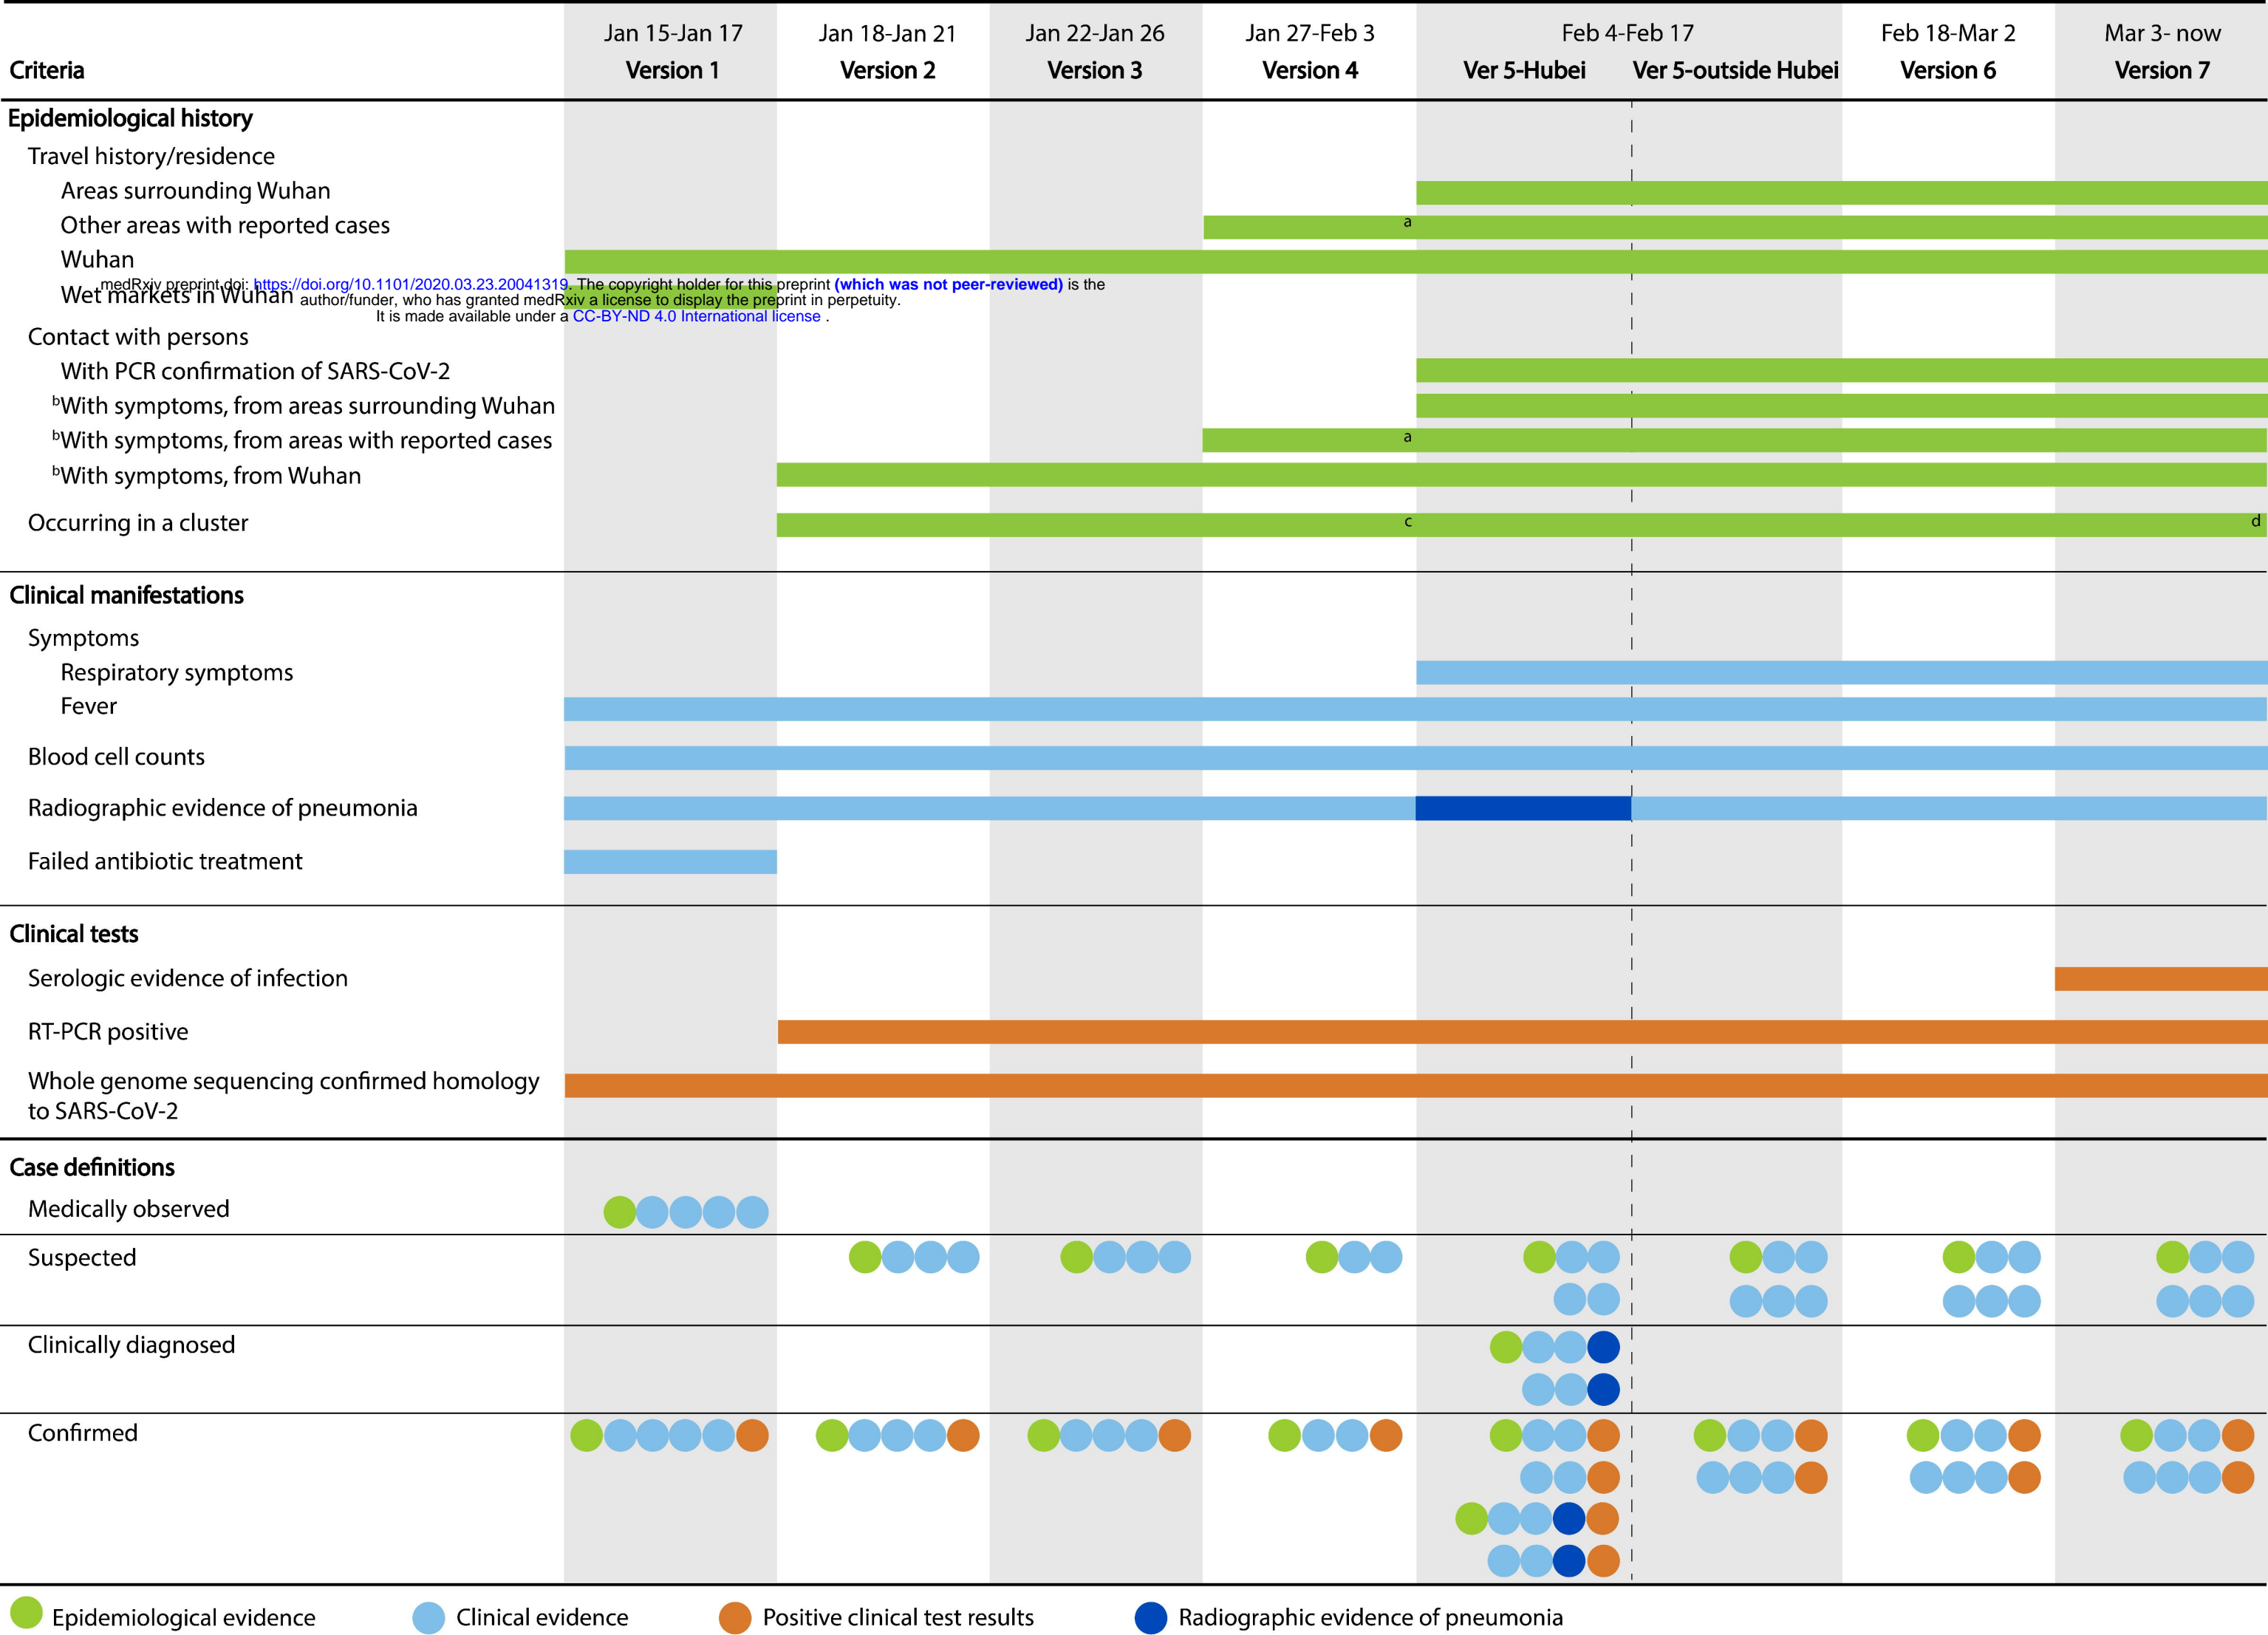 Jan 15-Jan 17 Jan 18-Jan 21 Jan 22-Jan 26 Jan 27-Feb 3 Feb 4-Feb 17 Feb 18-Mar 2 Mar 3- now
Criteria Version 1 Version 2 Version 3 Version 4 Ver 5-Hubei Ver 5-outside Hubei Version 6 Version 7
Epidemiological history
Travel history/residence
Areas surrounding Wuhan
Other areas with reported cases a
Wuhan
medRxiv preprint doi: https://doi.org/10.1101/2020.03.23.20041319. The copyright holder for this preprint (which was not peer-reviewed) is the
Wet markets in Wuhan
author/funder, who has granted medRxiv a license to display the preprint in perpetuity.
It is made available under a CC-BY-ND 4.0 International license .
Contact with persons
With PCR confirmation of SARS-CoV-2
bWith symptoms, from areas surrounding Wuhan
bWith symptoms, from areas with reported cases a
bWith symptoms, from Wuhan
Occurring in a cluster c d
Clinical manifestations
Symptoms
Respiratory symptoms
Fever
Blood cell counts
Radiographic evidence of pneumonia
Failed antibiotic treatment
Clinical tests
Serologic evidence of infection
RT-PCR positive
Whole genome sequencing confirmed homology
to SARS-CoV-2
Case definitions
Medically observed
Suspected
Clinically diagnosed
Confirmed
Epidemiological evidence Clinical evidence Positive clinical test results Radiographic evidence of pneumonia